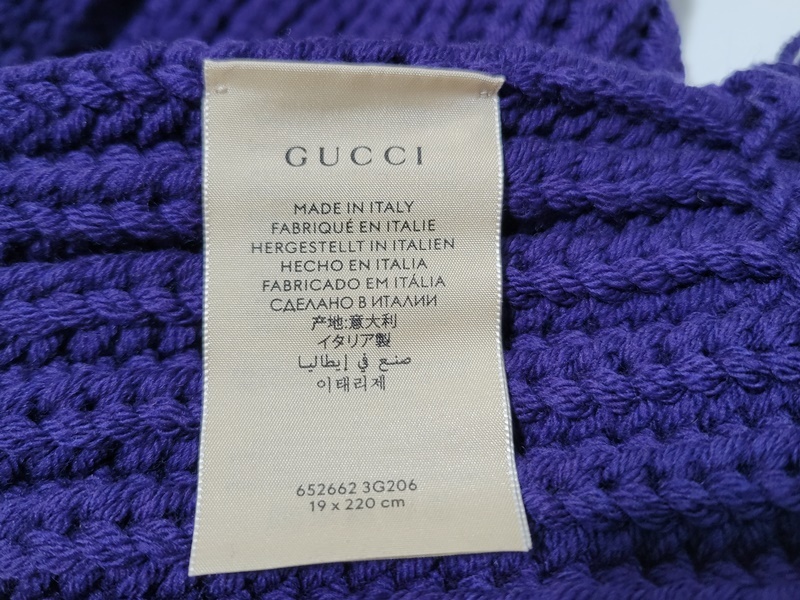 GUCCI
MADE IN ITALY
FABRIQUÉ EN ITALIE
HERGESTELLT IN ITALIEN
HECHO EN ITALIA
FABRICADO EM ITÁLIA
СДЕЛАНО В ИТАЛИИ
产地:意大利
イタリア製
صنع في إيطاليا
이태리제
652662 3G206
19 x 220 cm